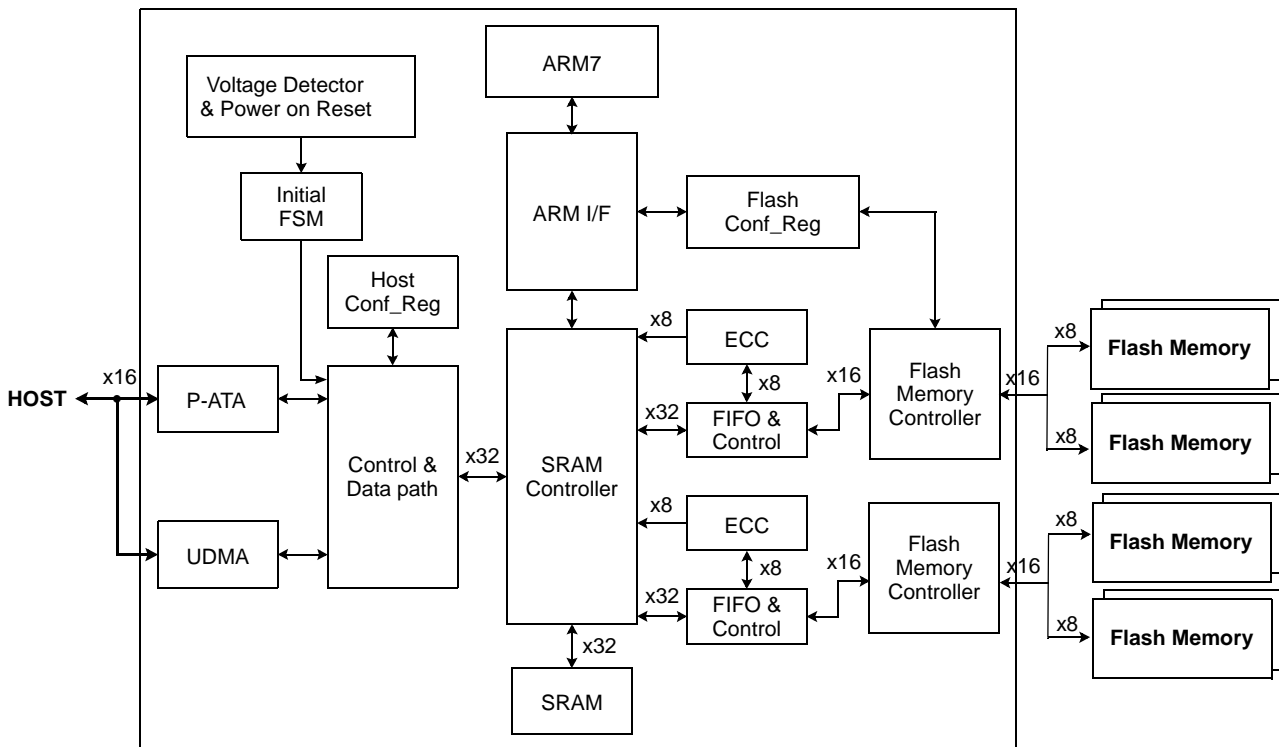 ARM7
Voltage Detector
& Power on Reset
Initial
FSM
ARM I/F
Flash
Conf_Reg
Host
Conf_Reg
x8
ECC
x8
Flash Memory
HOST
x16
P-ATA
x8
x16
Flash
Memory
Controller
x16
x32
FIFO &
Control
x8
Flash Memory
Control &
Data path
x32
SRAM
Controller
x8
ECC
x8
Flash Memory
UDMA
x8
x16
Flash
Memory
Controller
x16
x32
FIFO &
Control
x8
Flash Memory
x32
SRAM